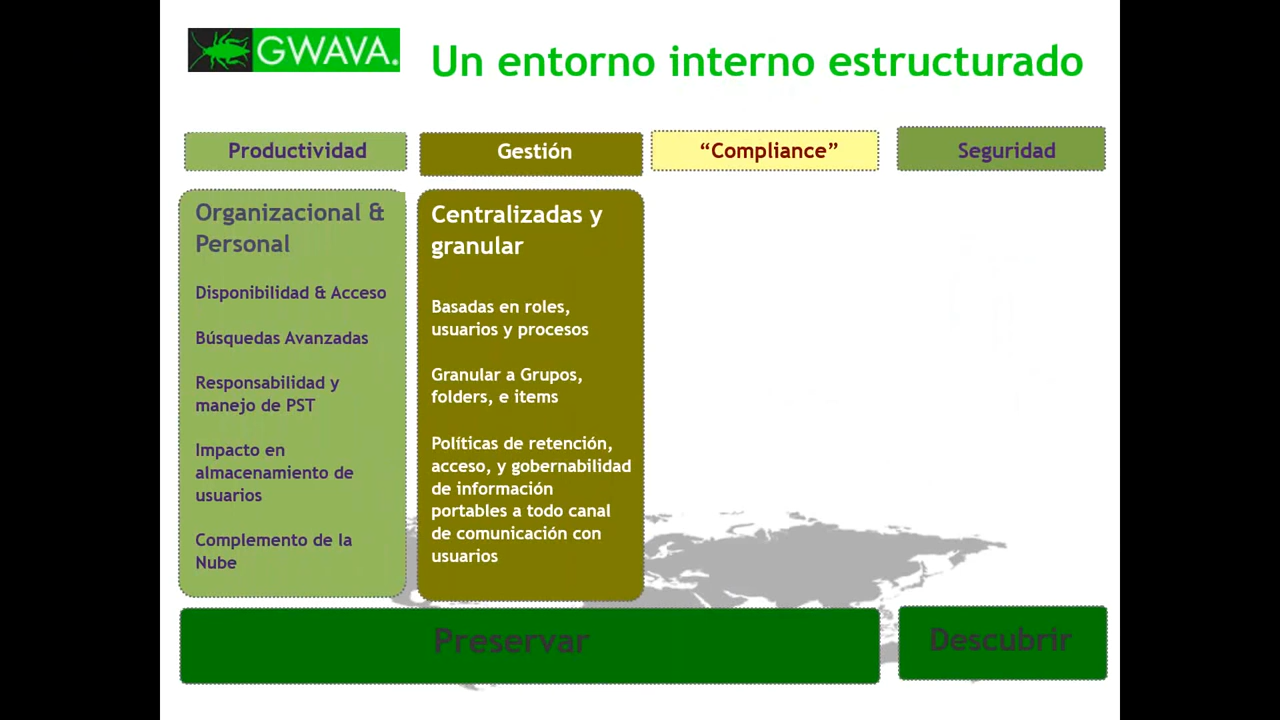 GWAVA.
Un entorno interno estructurado
Productividad
Gestión
“Compliance”
Seguridad
Organizacional &
Personal
Disponibilidad & Acceso
Búsquedas Avanzadas
Responsabilidad y
manejo de PST
Impacto en
almacenamiento de
usuarios
Complemento de la
Nube
Centralizadas y
granular
Basadas en roles,
usuarios y procesos
Granular a Grupos,
folders, e items
Políticas de retención,
acceso, y gobernabilidad
de información
portables a todo canal
de comunicación con
usuarios
Preservar
Descubrir